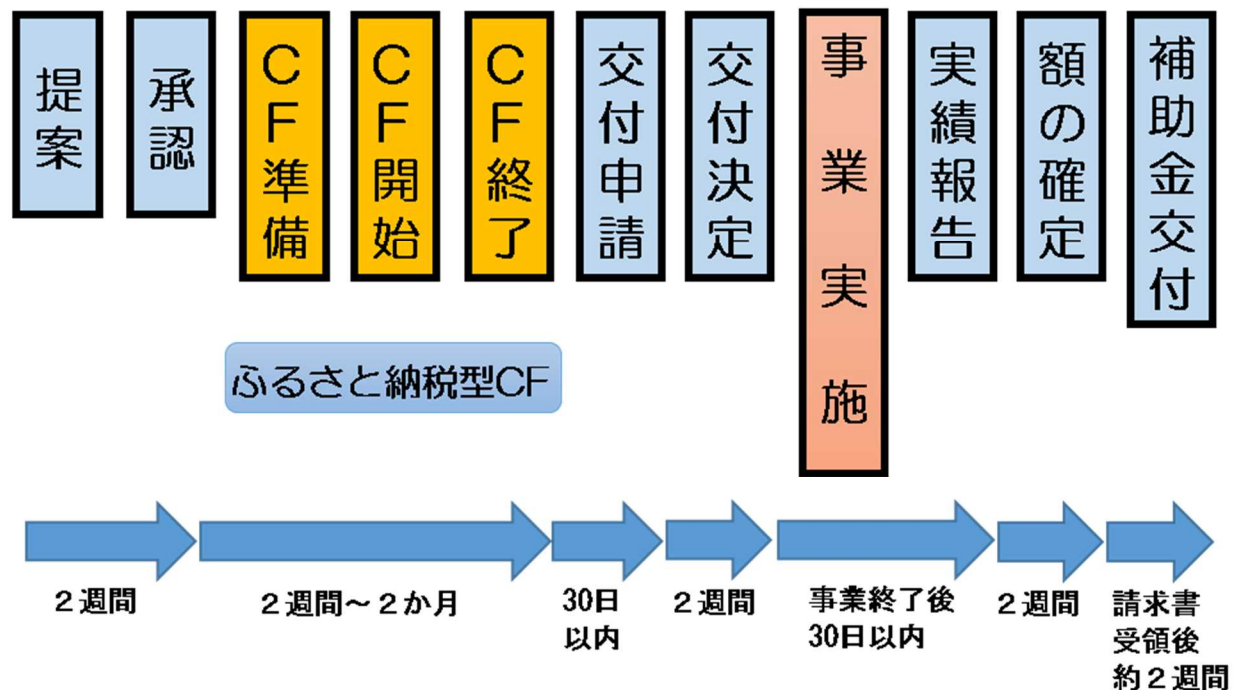 提案
承認
CF準備
CF開始
CF終了
交付申請
交付決定
事業実施
実績報告
額の確定
補助金交付
ふるさと納税型CF
２週間
２週間～２か月
30日
以内
２週間
事業終了後
30日以内
２週間
請求書
受領後
約２週間